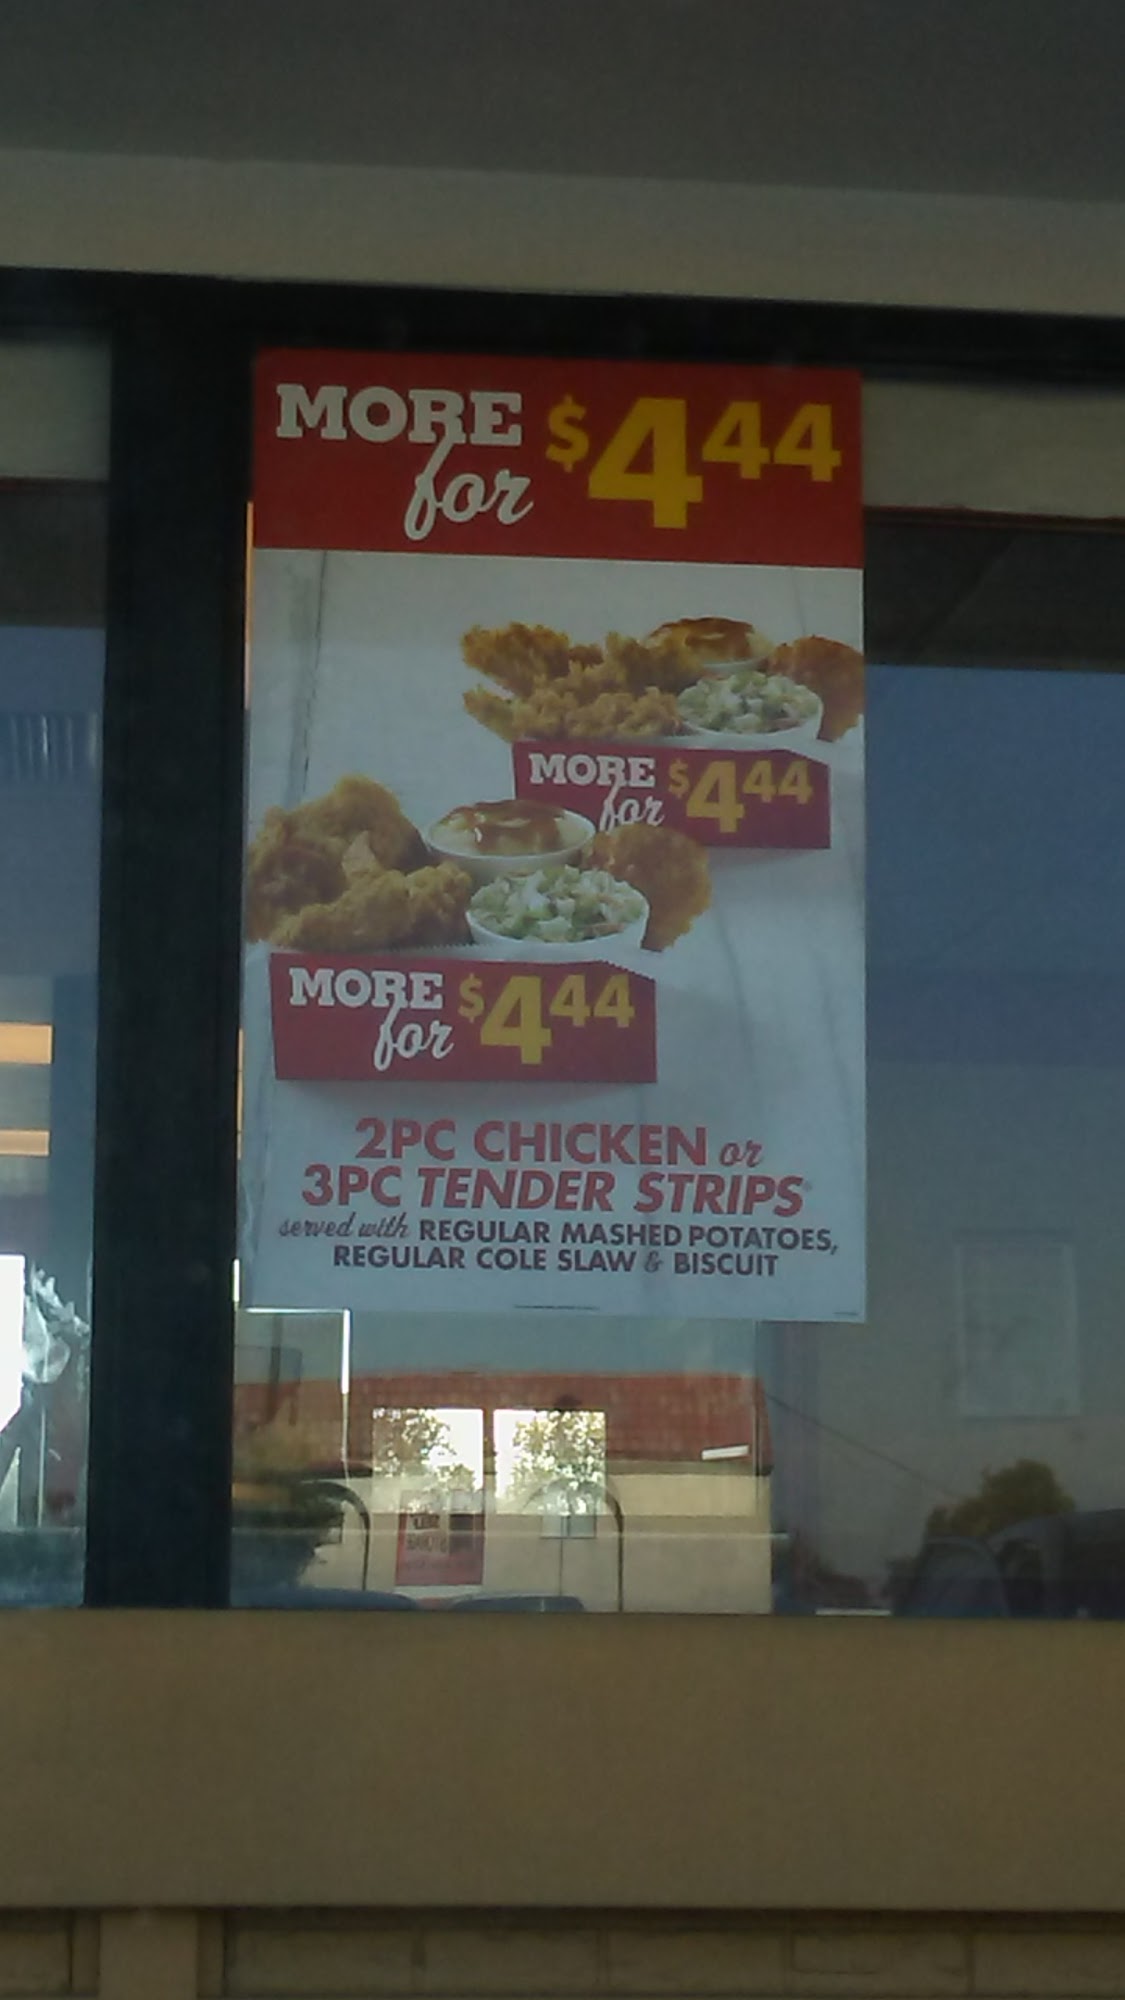 MORE for $4 44
MORE for $4 44
MORE for $4 44
2PC CHICKEN or
3PC TENDER STRIPS®
served with REGULAR MASHED POTATOES,
REGULAR COLE SLAW & BISCUIT